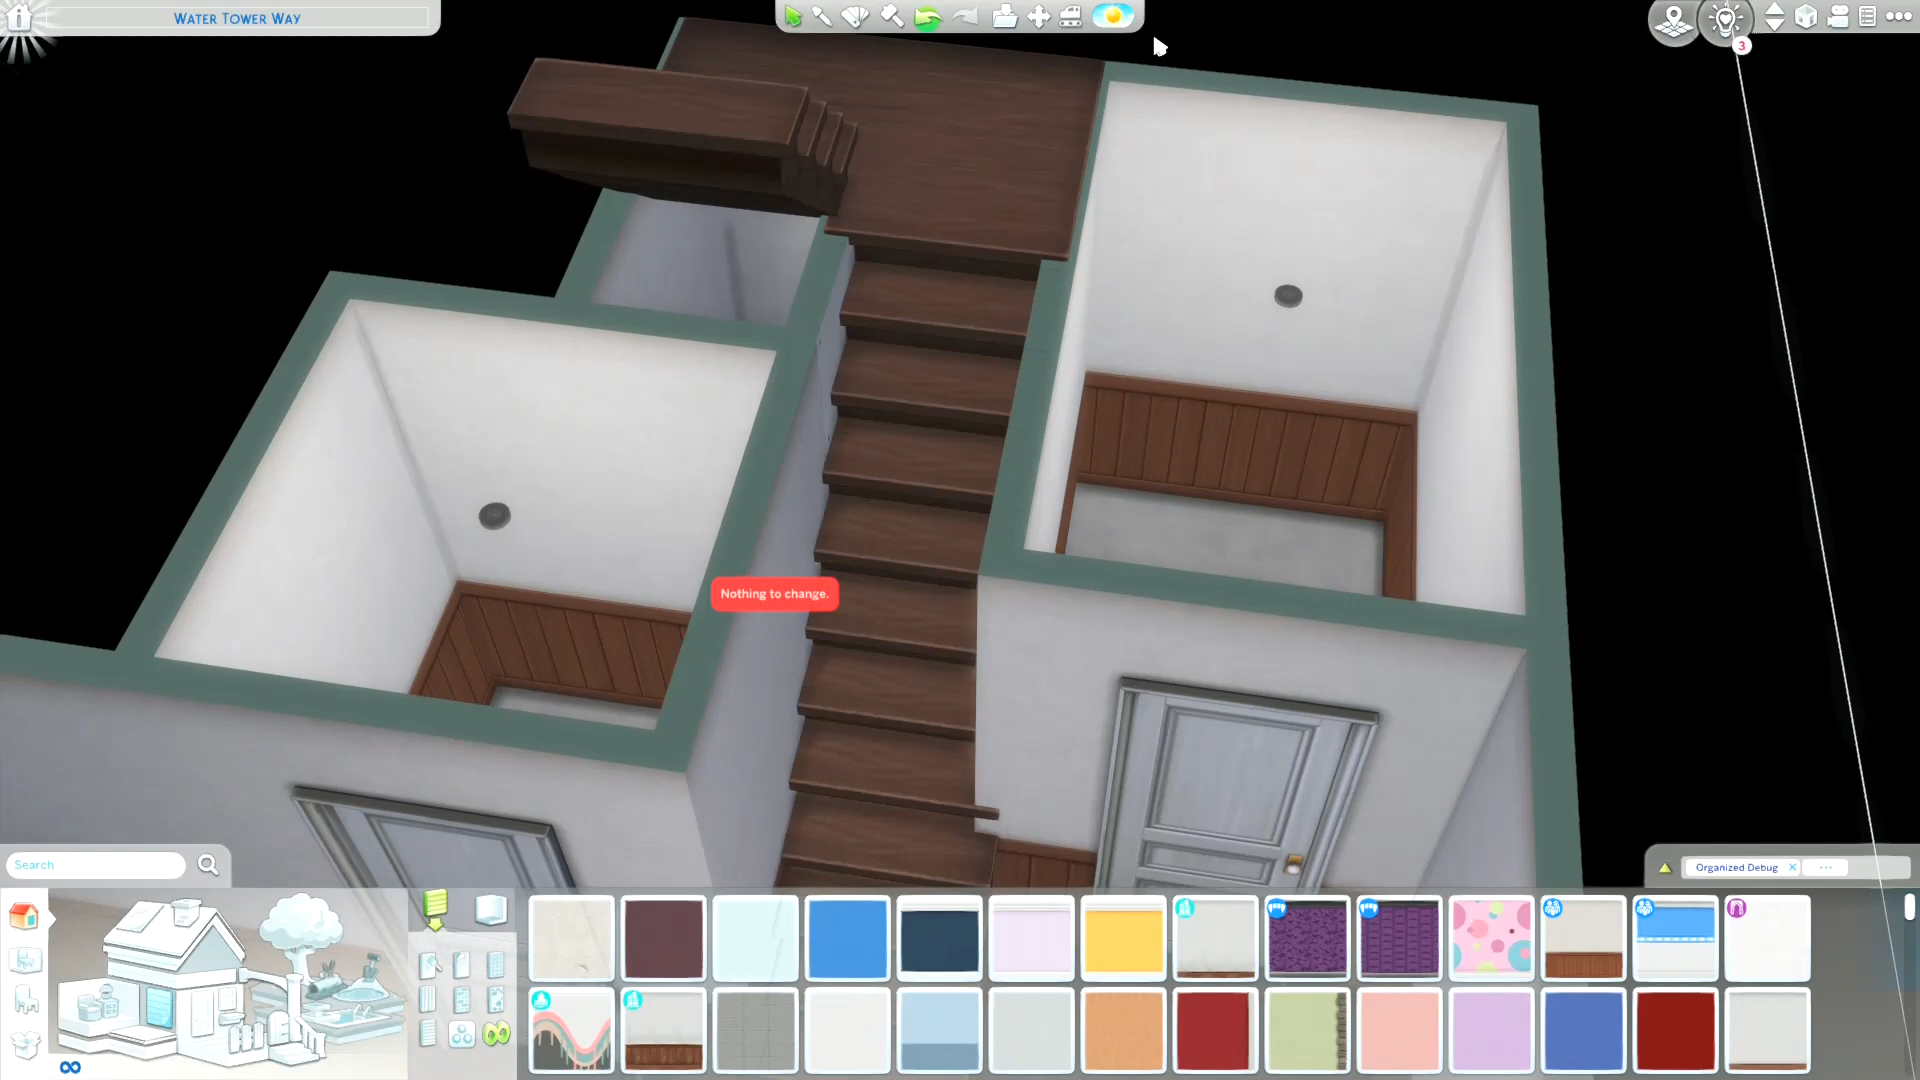 WATER TOWER WAY
3
Nothing to change.
Search
Organized Debug